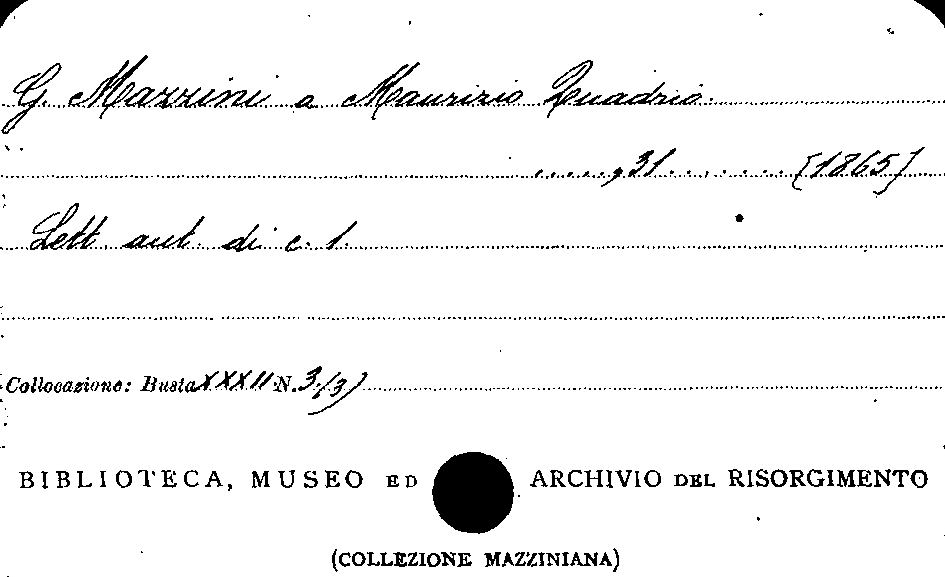 G. Mazzini a Maurizio Quadrio.
......, 31 ....... [1865]
Lett. aut. di c. 1.
Collocazione: Busta XXXII N. 3./3)
BIBLIOTECA, MUSEO ED ARCHIVIO DEL RISORGIMENTO
(COLLEZIONE MAZZINIANA)